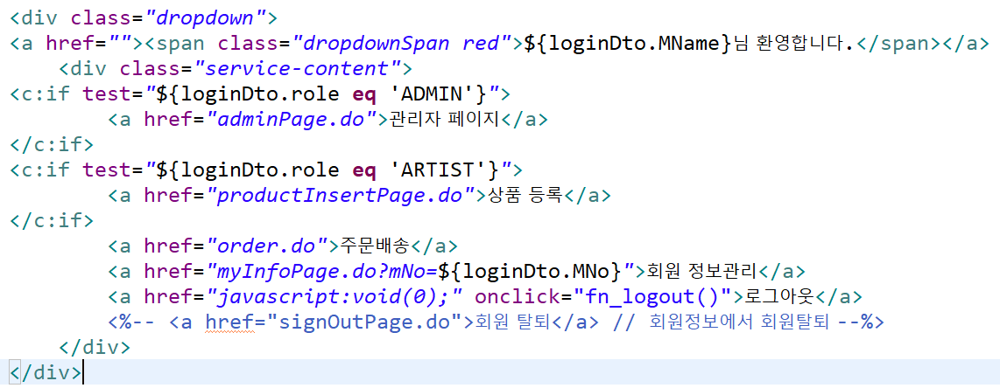 <div class="dropdown">
<a href=""><span class="dropdownSpan red">${loginDto.MName}님 환영합니다.</span></a>
    <div class="service-content">
<c:if test="${loginDto.role eq 'ADMIN'}">
        <a href="adminPage.do">관리자 페이지</a>
</c:if>
<c:if test="${loginDto.role eq 'ARTIST'}">
        <a href="productInsertPage.do">상품 등록</a>
</c:if>
        <a href="order.do">주문배송</a>
        <a href="myInfoPage.do?mNo=${loginDto.MNo}">회원 정보관리</a>
        <a href="javascript:void(0);" onclick="fn_logout()">로그아웃</a>
        <%-- <a href="signOutPage.do">회원 탈퇴</a> // 회원정보에서 회원탈퇴 --%>
    </div>
</div>